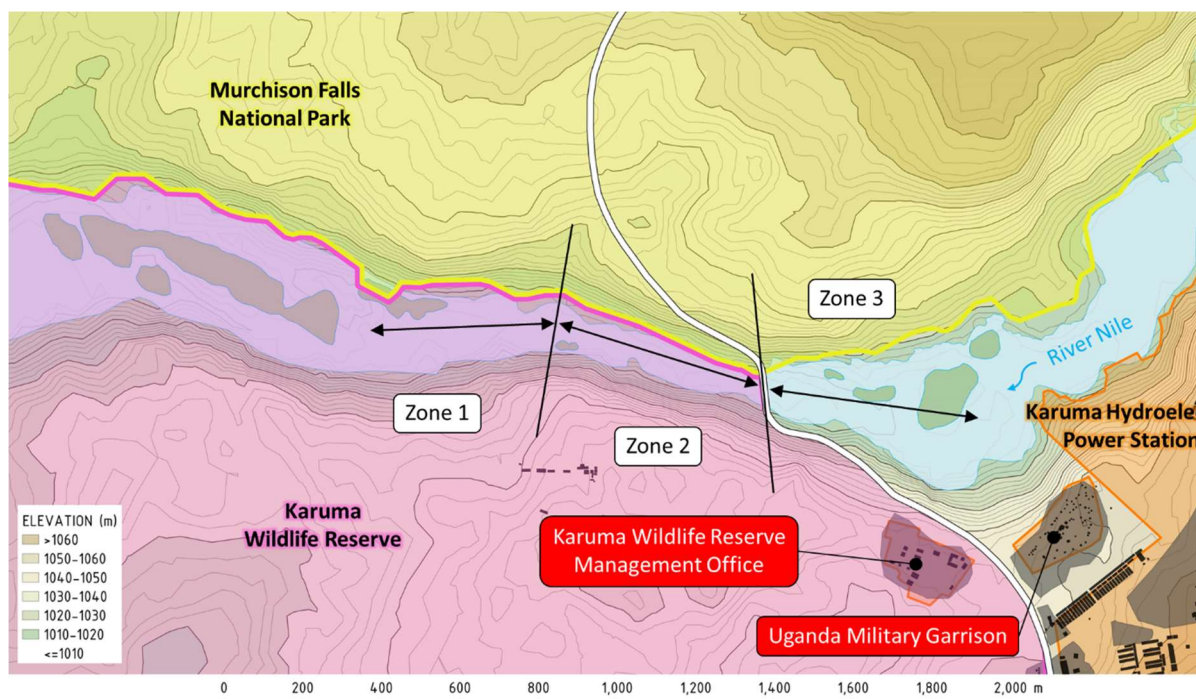 Murchison Falls
National Park
Zone 3
River Nile
Karuma Hydroele
Power Station
Zone 1
Zone 2
Karuma
Wildlife Reserve
Karuma Wildlife Reserve
Management Office
Uganda Military Garrison
ELEVATION (m)
>1060
1050-1060
1040-1050
1030-1040
1020-1030
1010-1020
<=1010
0 200 400 600 800 1,000 1,200 1,400 1,600 1,800 2,000 m